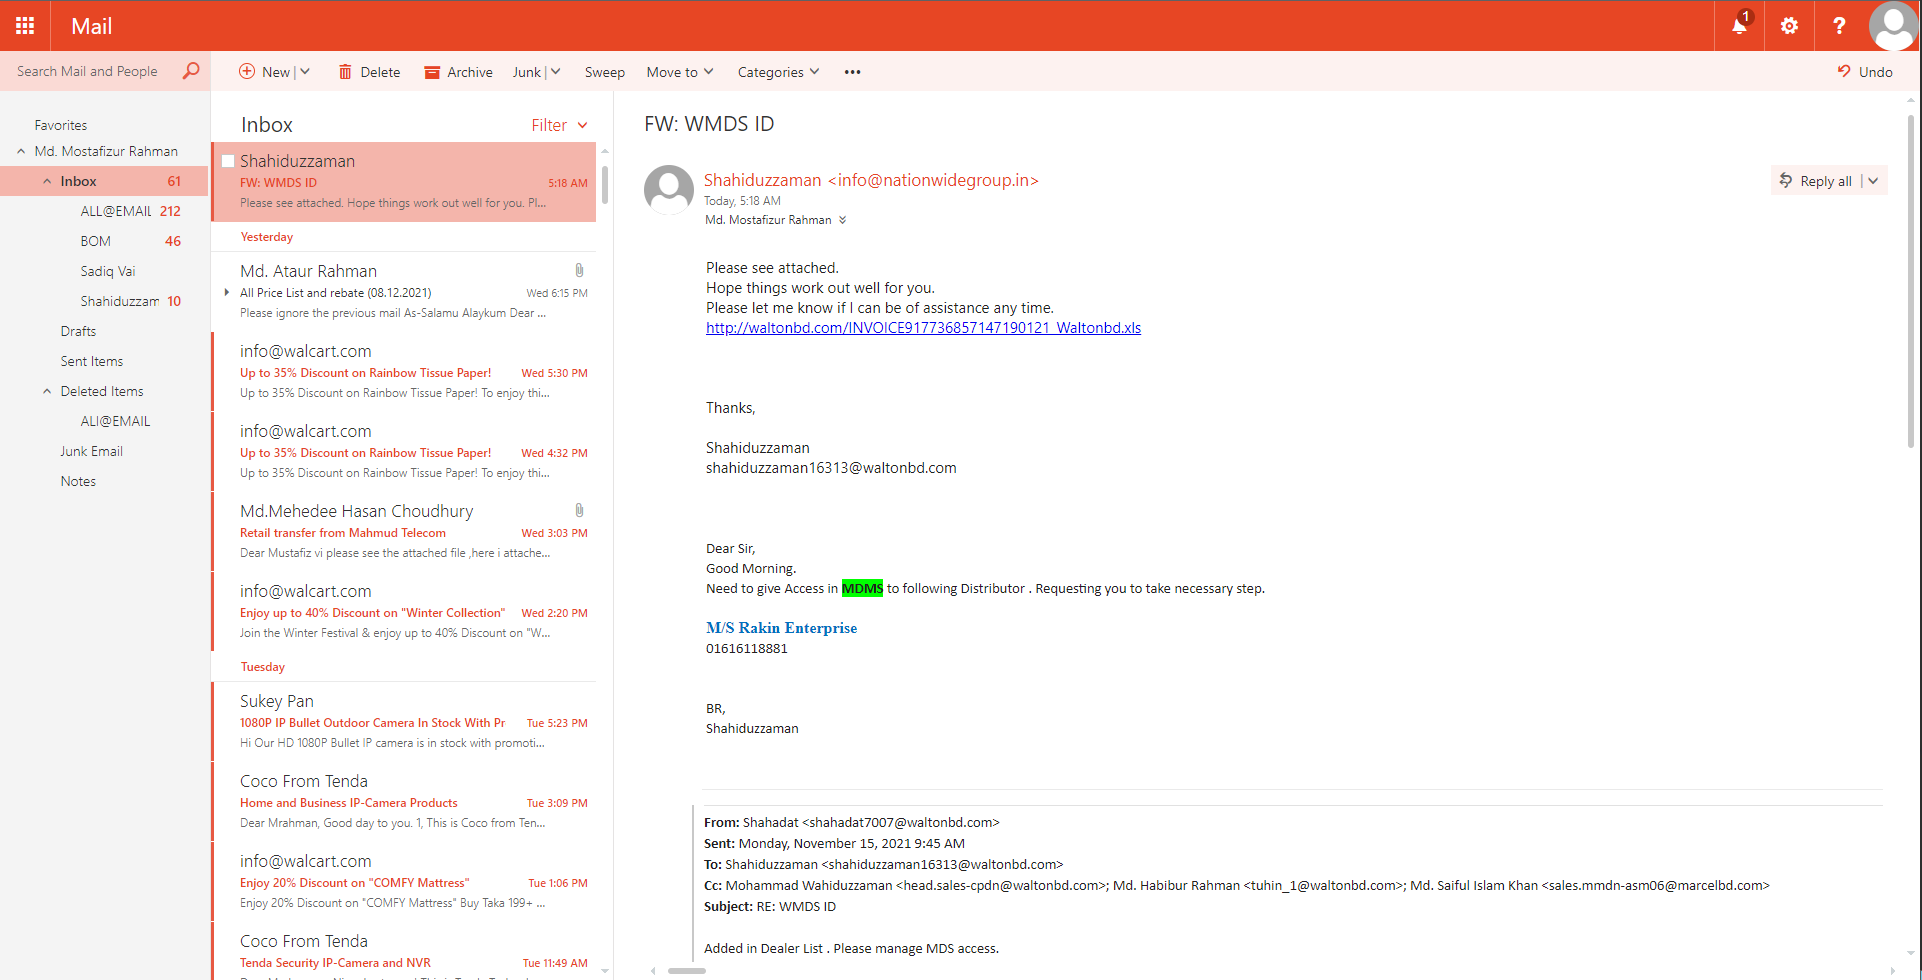 Mail
1
?
Search Mail and People
New
Delete
Archive
Junk
Sweep
Move to
Categories
•••
Undo
Favorites
Md. Mostafizur Rahman
Inbox 61
ALL@EMAIL 212
BOM 46
Sadiq Vai
Shahiduzzam 10
Drafts
Sent Items
Deleted Items
ALI@EMAIL
Junk Email
Notes
Inbox
Filter
Shahiduzzaman
FW: WMDS ID 5:18 AM
Please see attached. Hope things work out well for you. Pl...
Yesterday
Md. Ataur Rahman
All Price List and rebate (08.12.2021) Wed 6:15 PM
Please ignore the previous mail As-Salamu Alaykum Dear ...
info@walcart.com
Up to 35% Discount on Rainbow Tissue Paper! Wed 5:30 PM
Up to 35% Discount on Rainbow Tissue Paper! To enjoy thi...
info@walcart.com
Up to 35% Discount on Rainbow Tissue Paper! Wed 4:32 PM
Up to 35% Discount on Rainbow Tissue Paper! To enjoy thi...
Md.Mehedee Hasan Choudhury
Retail transfer from Mahmud Telecom Wed 3:03 PM
Dear Mustafiz vi please see the attached file ,here i attache...
info@walcart.com
Enjoy up to 40% Discount on "Winter Collection" Wed 2:20 PM
Join the Winter Festival & enjoy up to 40% Discount on "W...
Tuesday
Sukey Pan
1080P IP Bullet Outdoor Camera In Stock With Pr Tue 5:23 PM
Hi Our HD 1080P Bullet IP camera is in stock with promoti...
Coco From Tenda
Home and Business IP-Camera Products Tue 3:09 PM
Dear Mrahman, Good day to you. 1, This is Coco from Ten...
info@walcart.com
Enjoy 20% Discount on "COMFY Mattress" Tue 1:06 PM
Enjoy 20% Discount on "COMFY Mattress" Buy Taka 199+ ...
Coco From Tenda
Tenda Security IP-Camera and NVR Tue 11:49 AM
FW: WMDS ID
Shahiduzzaman <info@nationwidegroup.in>
Today, 5:18 AM
Md. Mostafizur Rahman
Reply all
Please see attached.
Hope things work out well for you.
Please let me know if I can be of assistance any time.
http://waltonbd.com/INVOICE917736857147190121_Waltonbd.xls
Thanks,
Shahiduzzaman
shahiduzzaman16313@waltonbd.com
Dear Sir,
Good Morning.
Need to give Access in MDMS to following Distributor . Requesting you to take necessary step.
M/S Rakin Enterprise
01616118881
BR,
Shahiduzzaman
From: Shahadat <shahadat7007@waltonbd.com>
Sent: Monday, November 15, 2021 9:45 AM
To: Shahiduzzaman <shahiduzzaman16313@waltonbd.com>
Cc: Mohammad Wahiduzzaman <head.sales-cpdn@waltonbd.com>; Md. Habibur Rahman <tuhin_1@waltonbd.com>; Md. Saiful Islam Khan <sales.mmdn-asm06@marcelbd.com>
Subject: RE: WMDS ID
Added in Dealer List . Please manage MDS access.